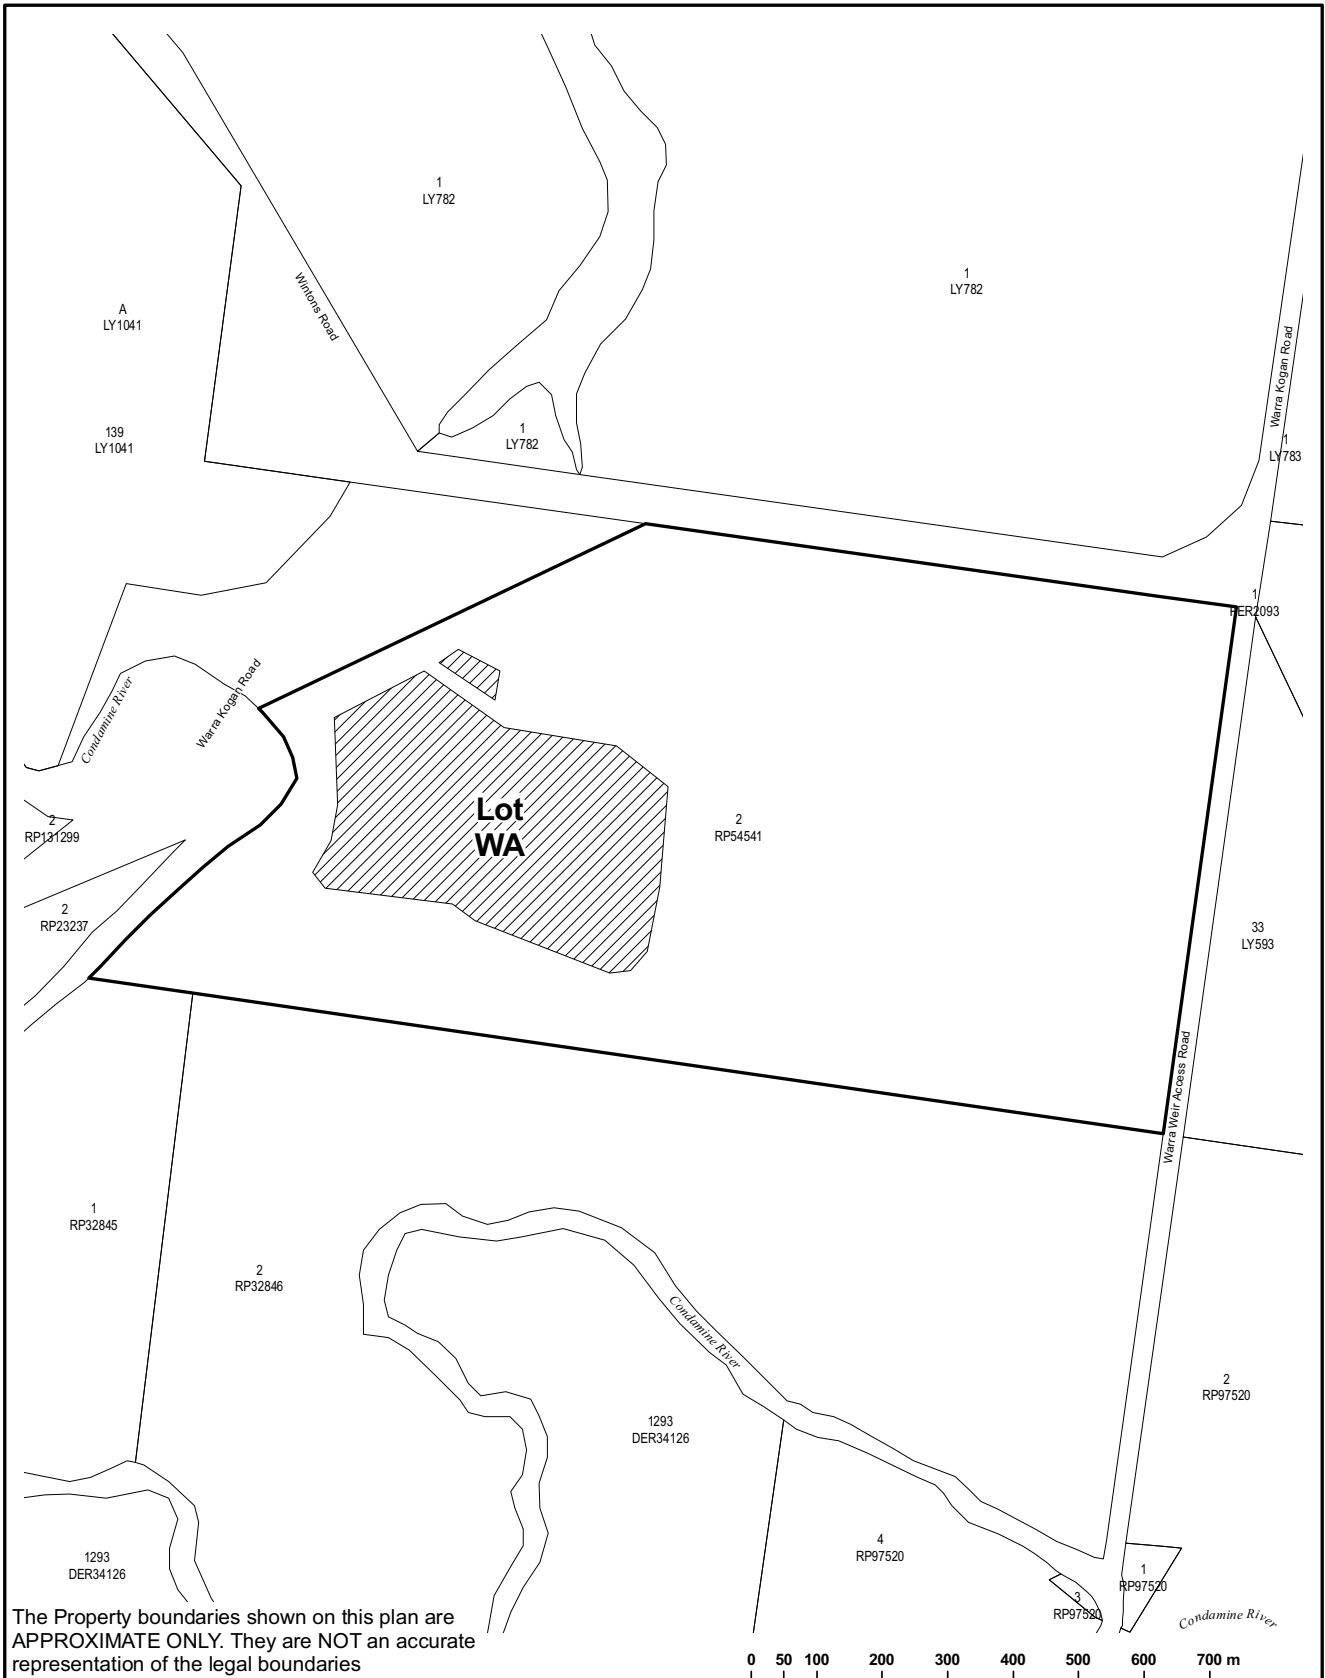 1
LY782
1
LY782
Wintons Road
A
LY1041
Warra Kogan Road
139
LY1041
1
LY782
1
LY783
1
PER2093
Warra Kogan Road
Condamine River
Lot
WA
2
RP54541
2
RP131299
2
RP23237
33
LY593
Warra Weir Access Road
1
RP32845
2
RP32846
Condamine River
2
RP97520
1293
DER34126
4
RP97520
1293
DER34126
1
RP97520
3
RP97520
Condamine River
The Property boundaries shown on this plan are
APPROXIMATE ONLY. They are NOT an accurate
representation of the legal boundaries
0 50 100 200 300 400 500 600 700 m